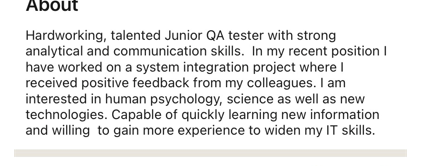 About
Hardworking, talented Junior QA tester with strong
analytical and communication skills.  In my recent position I
have worked on a system integration project where I
received positive feedback from my colleagues. I am
interested in human psychology, science as well as new
technologies. Capable of quickly learning new information
and willing  to gain more experience to widen my IT skills.